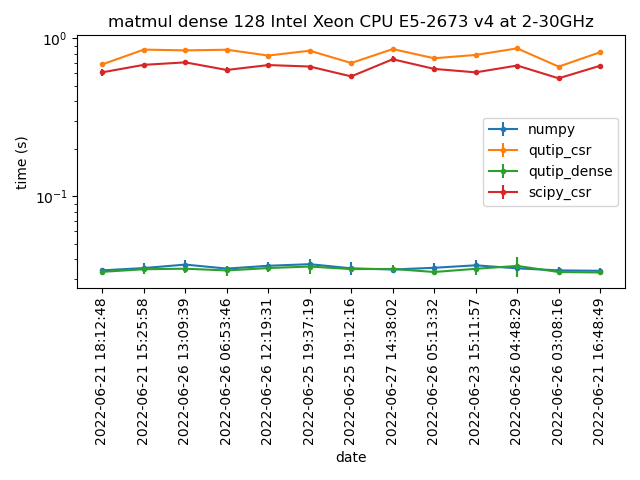 matmul dense 128 Intel Xeon CPU E5-2673 v4 at 2-30GHz
10⁰
10⁻¹
time (s)
numpy
qutip_csr
qutip_dense
scipy_csr
2022-06-21 18:12:48
2022-06-21 15:25:58
2022-06-26 13:09:39
2022-06-26 06:53:46
2022-06-26 12:19:31
2022-06-25 19:37:19
2022-06-25 19:12:16
2022-06-27 14:38:02
2022-06-26 05:13:32
2022-06-23 15:11:57
2022-06-26 04:48:29
2022-06-26 03:08:16
2022-06-21 16:48:49
date